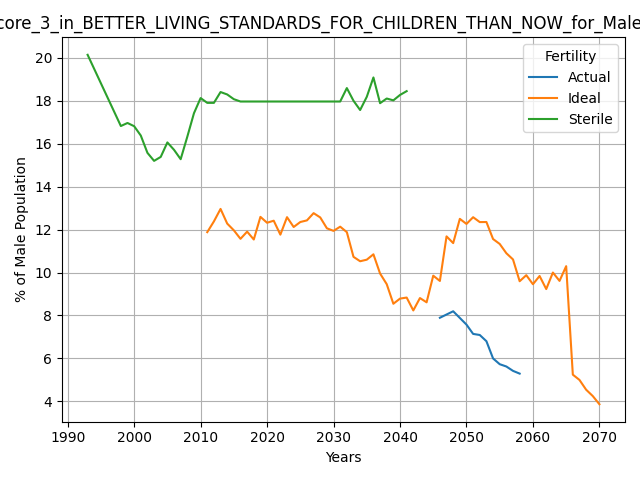 core_3_in_BETTER_LIVING_STANDARDS_FOR_CHILDREN_THAN_NOW_for_Male
Fertility
Actual
Ideal
Sterile
20
18
16
14
12
10
8
6
4
% of Male Population
1990 2000 2010 2020 2030 2040 2050 2060 2070
Years